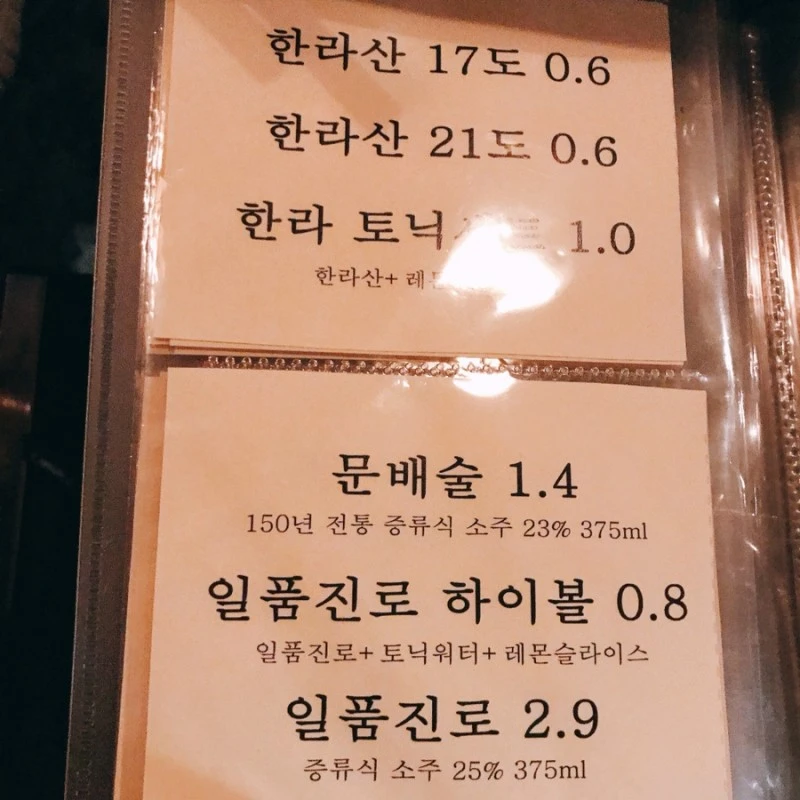 한라산 17도 0.6
한라산 21도 0.6
한라 토닉 1.0
한라산+
문배술 1.4
150년 전통 증류식 소주 23% 375ml
일품진로 하이볼 0.8
일품진로+ 토닉워터+ 레몬슬라이스
일품진로 2.9
증류식 소주 25% 375ml